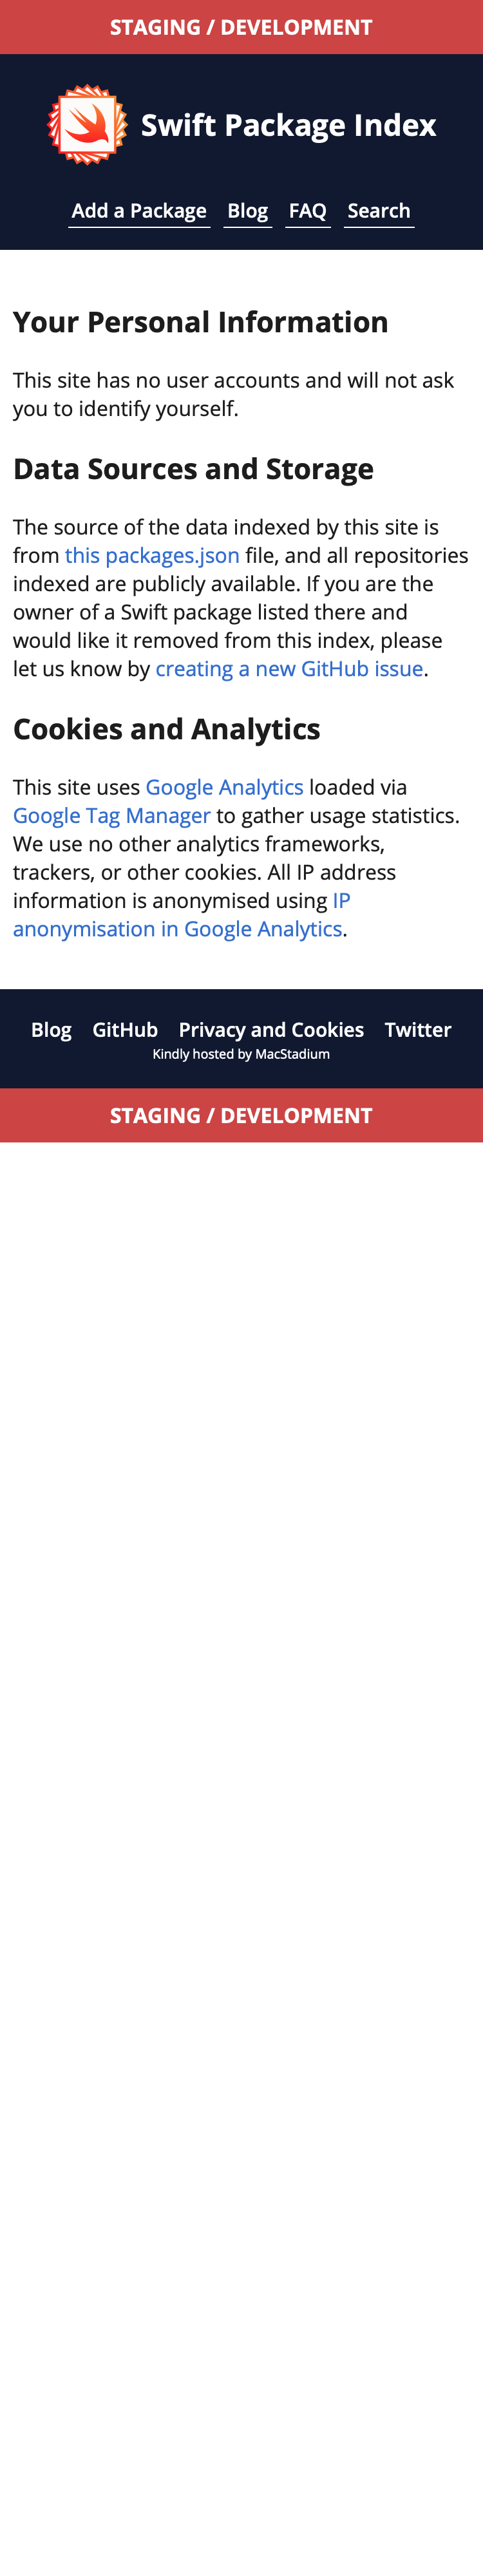 STAGING / DEVELOPMENT
Swift Package Index
Add a Package Blog FAQ Search
Your Personal Information
This site has no user accounts and will not ask
you to identify yourself.
Data Sources and Storage
The source of the data indexed by this site is
from this packages.json file, and all repositories
indexed are publicly available. If you are the
owner of a Swift package listed there and
would like it removed from this index, please
let us know by creating a new GitHub issue.
Cookies and Analytics
This site uses Google Analytics loaded via
Google Tag Manager to gather usage statistics.
We use no other analytics frameworks,
trackers, or other cookies. All IP address
information is anonymised using IP
anonymisation in Google Analytics.
Blog GitHub Privacy and Cookies Twitter
Kindly hosted by MacStadium
STAGING / DEVELOPMENT